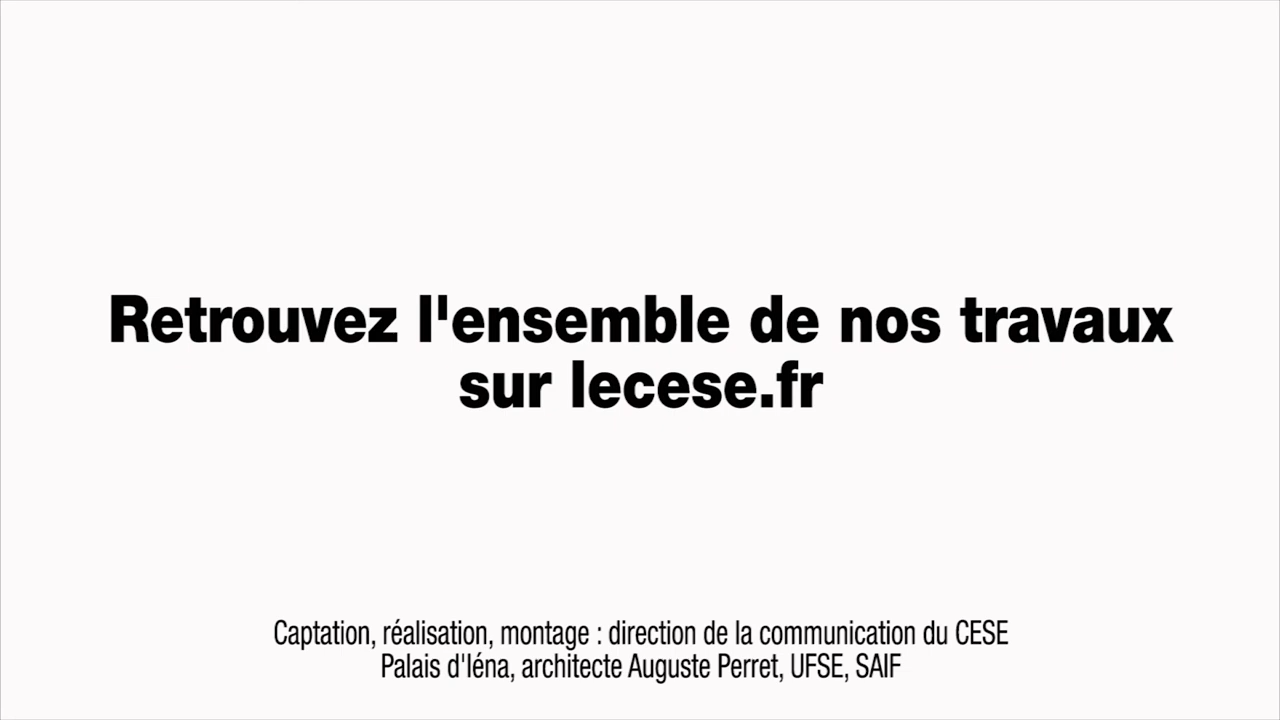 Retrouvez l'ensemble de nos travaux
sur lecese.fr
Captation, réalisation, montage : direction de la communication du CESE
Palais d'Iéna, architecte Auguste Perret, UFSE, SAIF